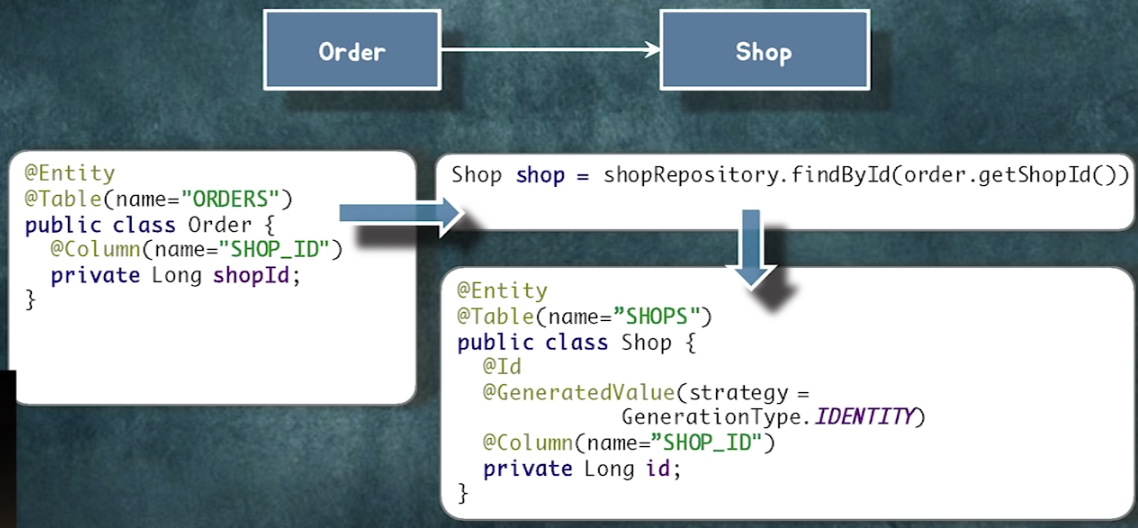 Order
Shop
@Entity
@Table(name="ORDERS")
public class Order {
@Column(name="SHOP_ID")
private Long shopId;
}
Shop shop = shopRepository.findById(order.getShopId())
@Entity
@Table(name=”SHOPS")
public class Shop {
@Id
@GeneratedValue(strategy =
GenerationType.IDENTITY)
@Column(name=”SHOP_ID")
private Long id;
}